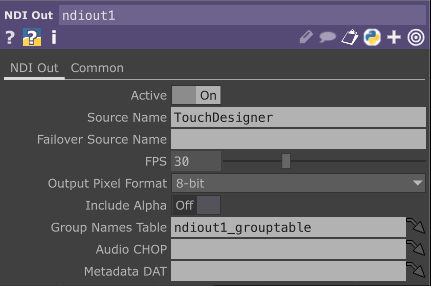 NDI Out ndiout1
? ? i
NDI Out Common
Active On
Source Name TouchDesigner
Failover Source Name
FPS 30
Output Pixel Format 8-bit
Include Alpha Off
Group Names Table ndiout1_grouptable
Audio CHOP
Metadata DAT